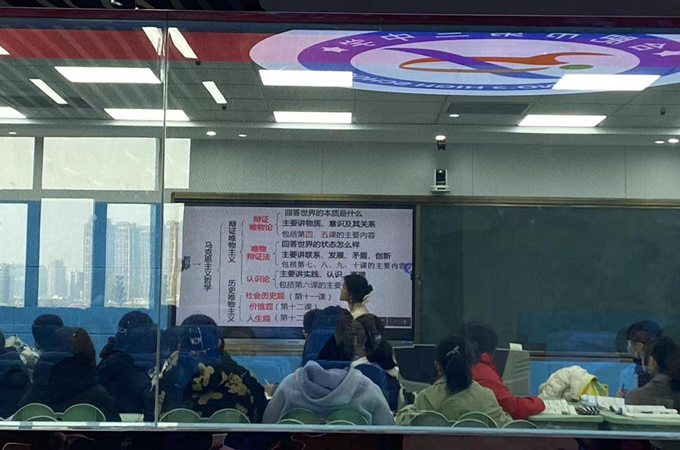 辩证
唯物论
回答世界的本质是什么
主要讲物质、意识及其关系
包括第四、五课的主要内容
辩证唯物主义
唯物
辩证法
回答世界的状态怎么样
主要讲联系、发展、矛盾、创新
包括第七、八、九、十课的主要内容
马克思主义哲学
认识论
主要讲实践、认识
包括第六课的主要
历史唯物主义
社会历史观（第十一课）
价值观（第十二课）
人生观（第十二